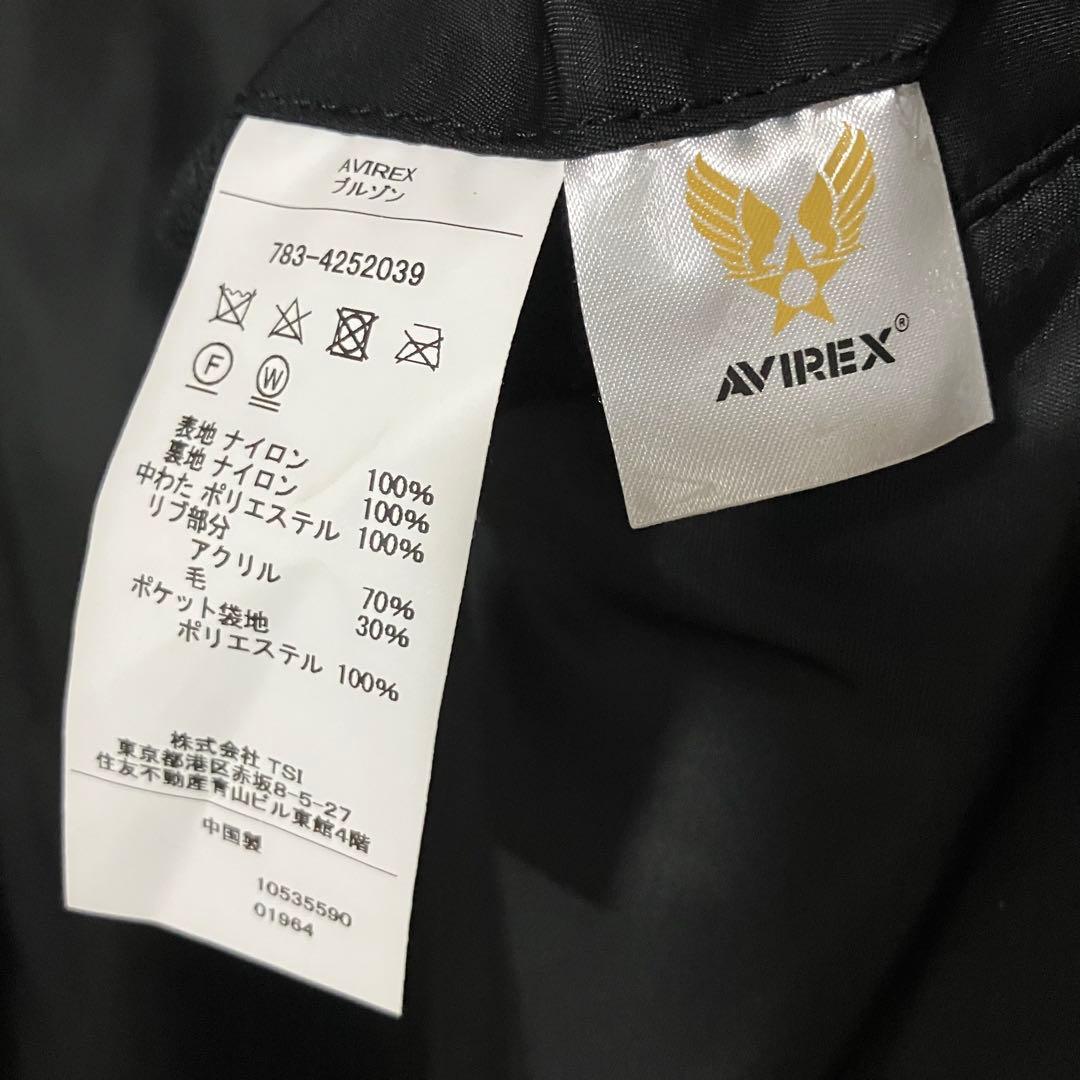 AVIREX
ブルゾン
783-4252039
F
W
表地 ナイロン 100%
裏地 ナイロン 100%
中わた ポリエステル 100%
リブ部分
アクリル 70%
毛 30%
ポケット袋地
ポリエステル 100%
株式会社 TSI
東京都港区赤坂8-5-27
住友不動産青山ビル東館4階
中国製
10535590
01964
AVIREX®